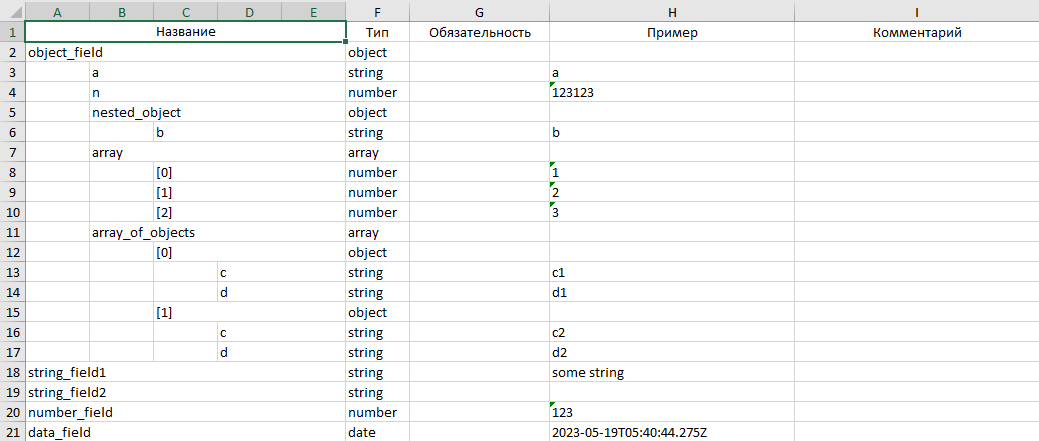 A B C D E F G H I
1 Название Тип Обязательность Пример Комментарий
2 object_field object
3 a string a
4 n number 123123
5 nested_object object
6 b string b
7 array array
8 [0] number 1
9 [1] number 2
10 [2] number 3
11 array_of_objects array
12 [0] object
13 c string c1
14 d string d1
15 [1] object
16 c string c2
17 d string d2
18 string_field1 string some string
19 string_field2 string
20 number_field number 123
21 data_field date 2023-05-19T05:40:44.275Z